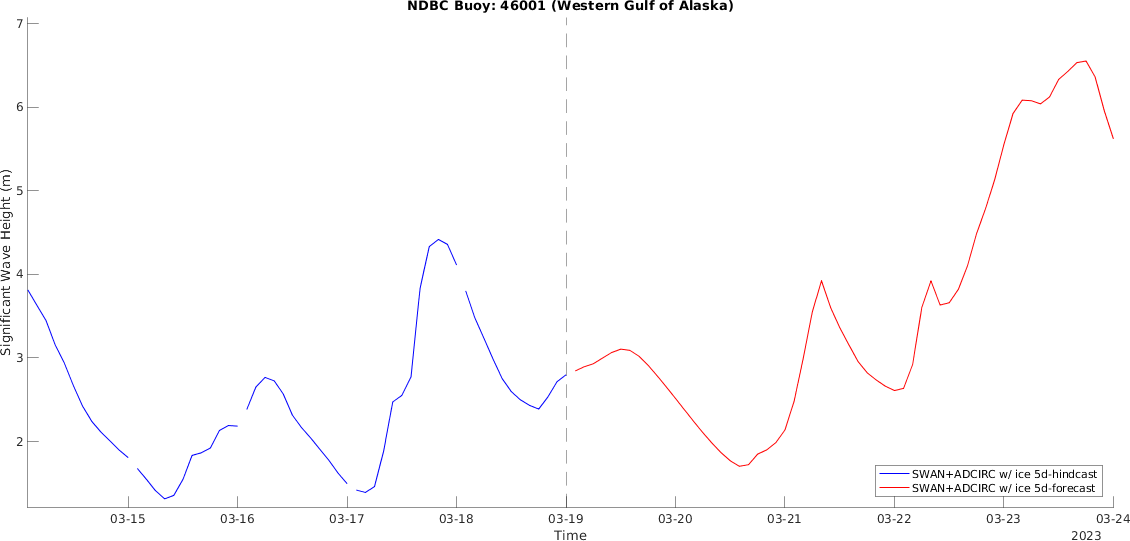 NDBC Buoy: 46001 (Western Gulf of Alaska)
7
6
5
4
3
2
Significant Wave Height (m)
SWAN+ADCIRC w/ ice 5d-hindcast
SWAN+ADCIRC w/ ice 5d-forecast
03-15 03-16 03-17 03-18 03-19 03-20 03-21 03-22 03-23 03-24
Time
2023